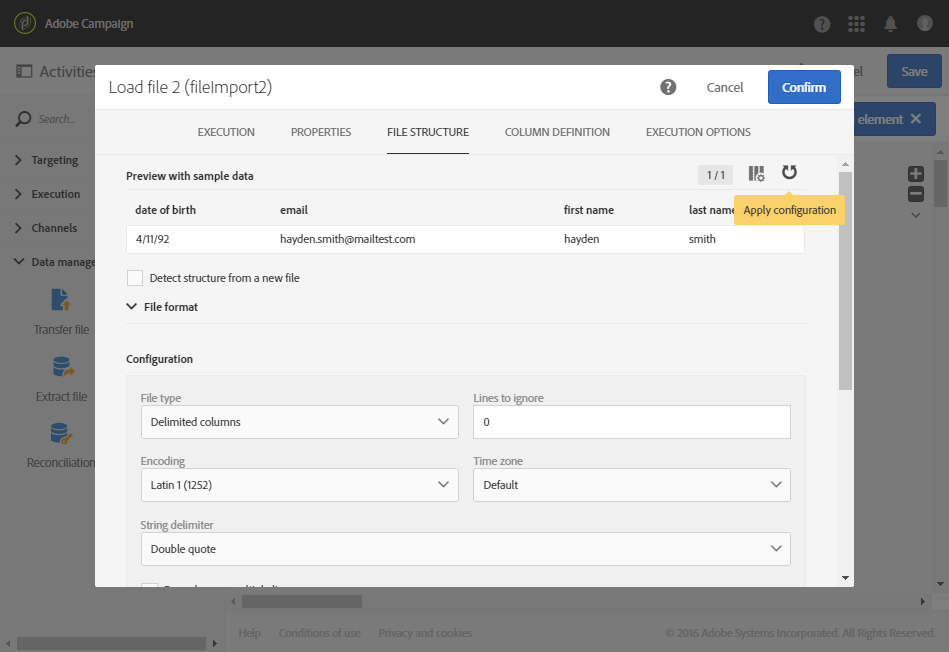 Adobe Campaign
Activities
Save
Load file 2 (fileImport2)
Cancel
Confirm
Search...
element
EXECUTION
PROPERTIES
FILE STRUCTURE
COLUMN DEFINITION
EXECUTION OPTIONS
Targeting
Execution
Channels
Data manage
Transfer file
Extract file
Reconciliation
Preview with sample data
1 / 1
Apply configuration
date of birth email first name last name
4/11/92 hayden.smith@mailtest.com hayden smith
Detect structure from a new file
File format
Configuration
File type
Delimited columns
Lines to ignore
0
Encoding
Latin 1 (1252)
Time zone
Default
String delimiter
Double quote
Help Conditions of use Privacy and cookies
© 2016 Adobe Systems Incorporated. All Rights Reserved.